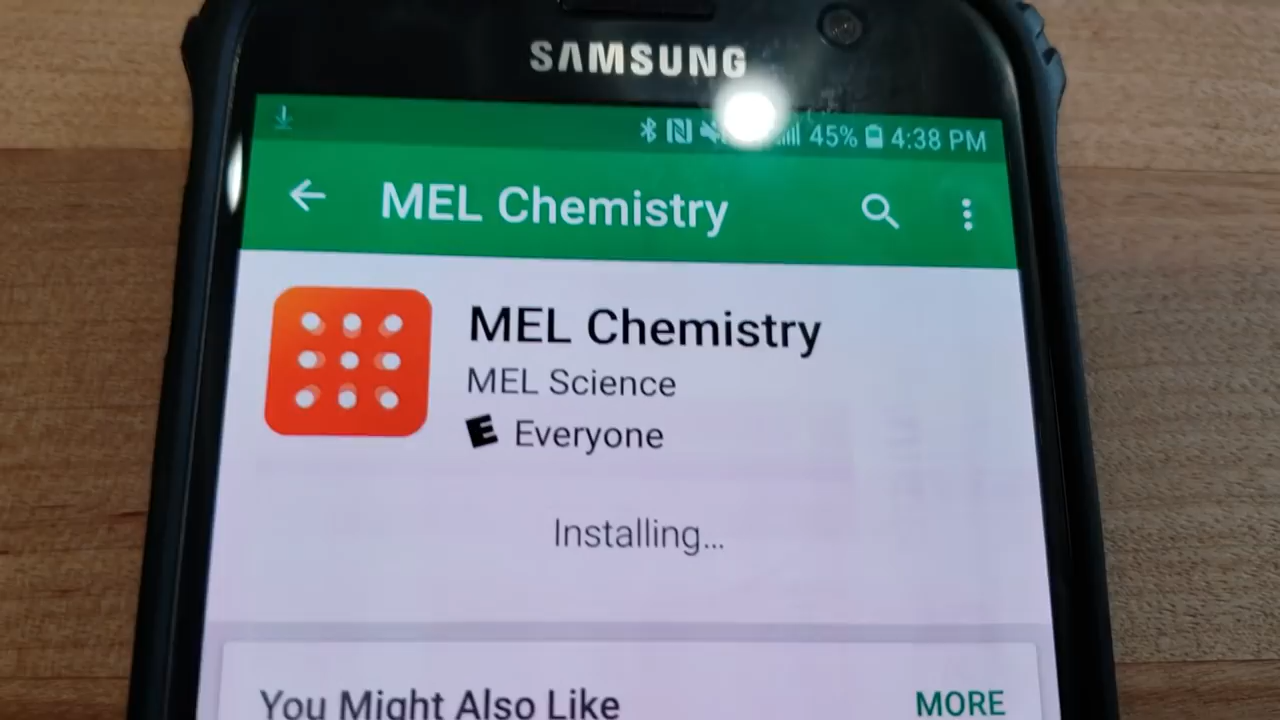 SAMSUNG
45% 4:38 PM
MEL Chemistry
MEL Chemistry
MEL Science
E Everyone
Installing...
You Might Also Like MORE